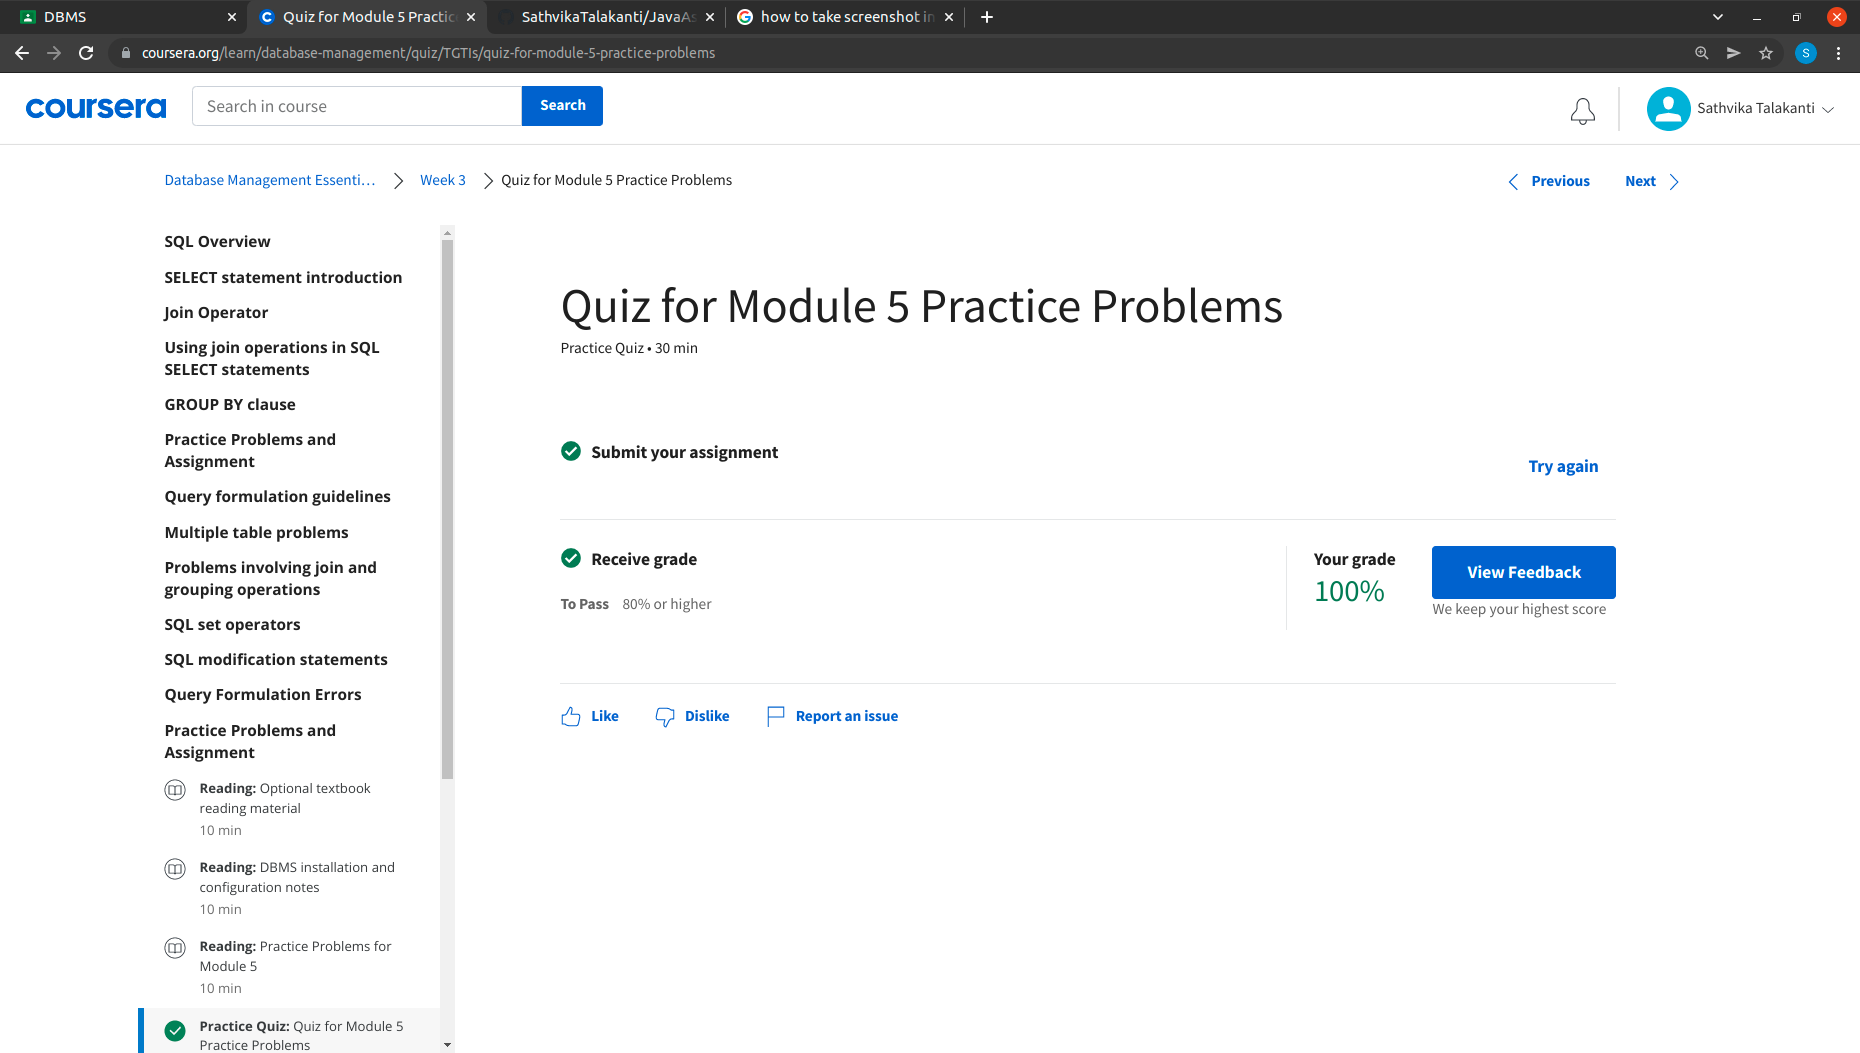 DBMS
Quiz for Module 5 Practic
SathvikaTalakanti/JavaAs
how to take screenshot in
coursera.org/learn/database-management/quiz/TGTIs/quiz-for-module-5-practice-problems
S
coursera
Search in course
Search
Sathvika Talakanti
Database Management Essenti...
Week 3
Quiz for Module 5 Practice Problems
Previous
Next
SQL Overview
SELECT statement introduction
Join Operator
Using join operations in SQL
SELECT statements
GROUP BY clause
Practice Problems and
Assignment
Query formulation guidelines
Multiple table problems
Problems involving join and
grouping operations
SQL set operators
SQL modification statements
Query Formulation Errors
Practice Problems and
Assignment
Reading: Optional textbook
reading material
10 min
Reading: DBMS installation and
configuration notes
10 min
Reading: Practice Problems for
Module 5
10 min
Practice Quiz: Quiz for Module 5
Practice Problems
Quiz for Module 5 Practice Problems
Practice Quiz • 30 min
Submit your assignment
Try again
Receive grade
To Pass 80% or higher
Your grade
100%
View Feedback
We keep your highest score
Like
Dislike
Report an issue